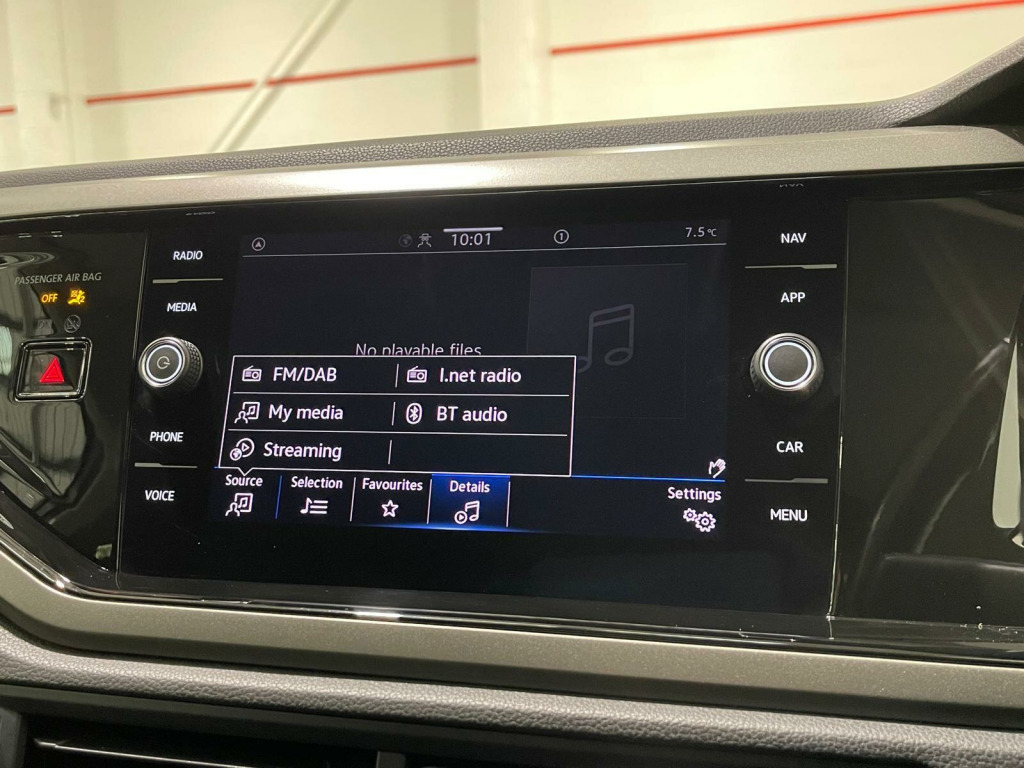 PASSENGER AIR BAG
OFF
RADIO
MEDIA
PHONE
VOICE
10:01
7.5°C
No playable files
FM/DAB
I.net radio
My media
BT audio
Streaming
Source
Selection
Favourites
Details
Settings
NAV
APP
CAR
MENU